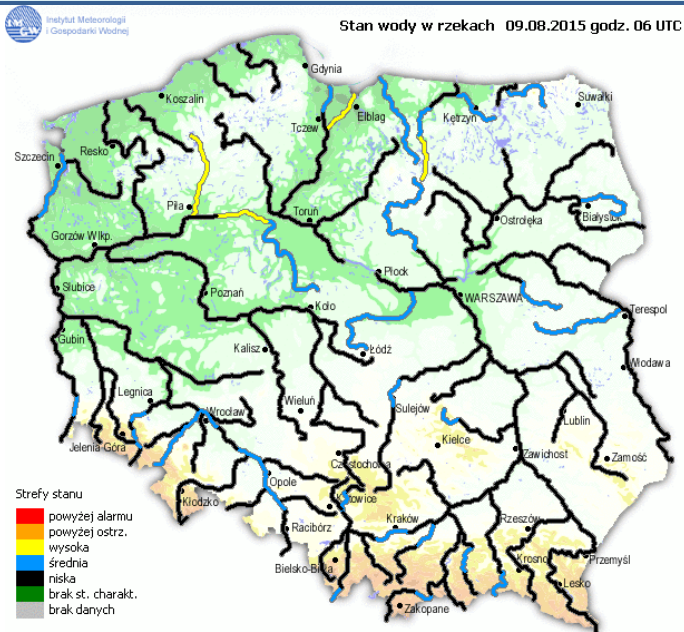 IMGW
Instytut Meteorologii
i Gospodarki Wodnej
Stan wody w rzekach 09.08.2015 godz. 06 UTC
Gdynia
Koszalin
Suwałki
Elbląg
Tczew
Kętrzyn
Resko
Szczecin
Piła
Toruń
Białystok
Ostrołęka
Gorzów Wlkp.
Płock
Słubice
Poznań
WARSZAWA
Koło
Terespol
Gubin
Kalisz
Łódź
Włodawa
Legnica
Wieluń
Sulejów
Wrocław
Lublin
Jelenia Góra
Kielce
Zawichost
Zamość
Częstochowa
Opole
Kłodzko
Katowice
Racibórz
Kraków
Rzeszów
Bielsko-Biała
Krosno
Przemyśl
Lesko
Zakopane
Strefy stanu
powyżej alarmu
powyżej ostrz.
wysoka
średnia
niska
brak st. charakt.
brak danych